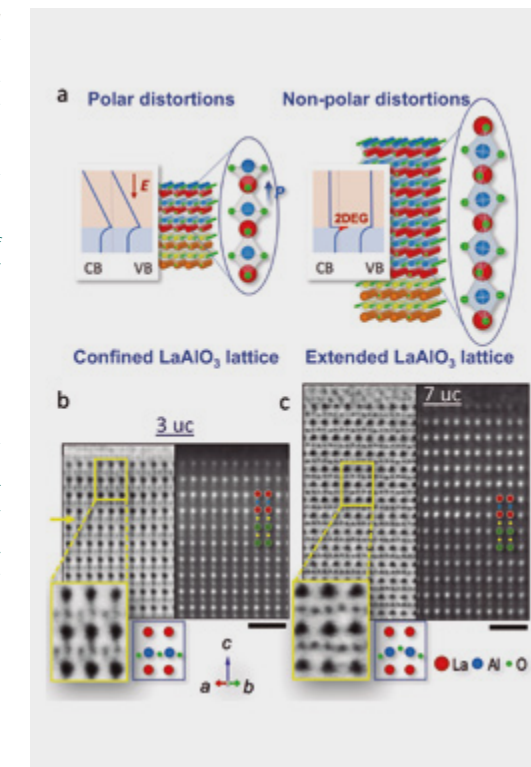 a Polar distortions Non-polar distortions
E P
2DEG
CB VB CB VB
Confined LaAlO₃ lattice Extended LaAlO₃ lattice
b 3 uc c 7 uc
c
a b
La Al O